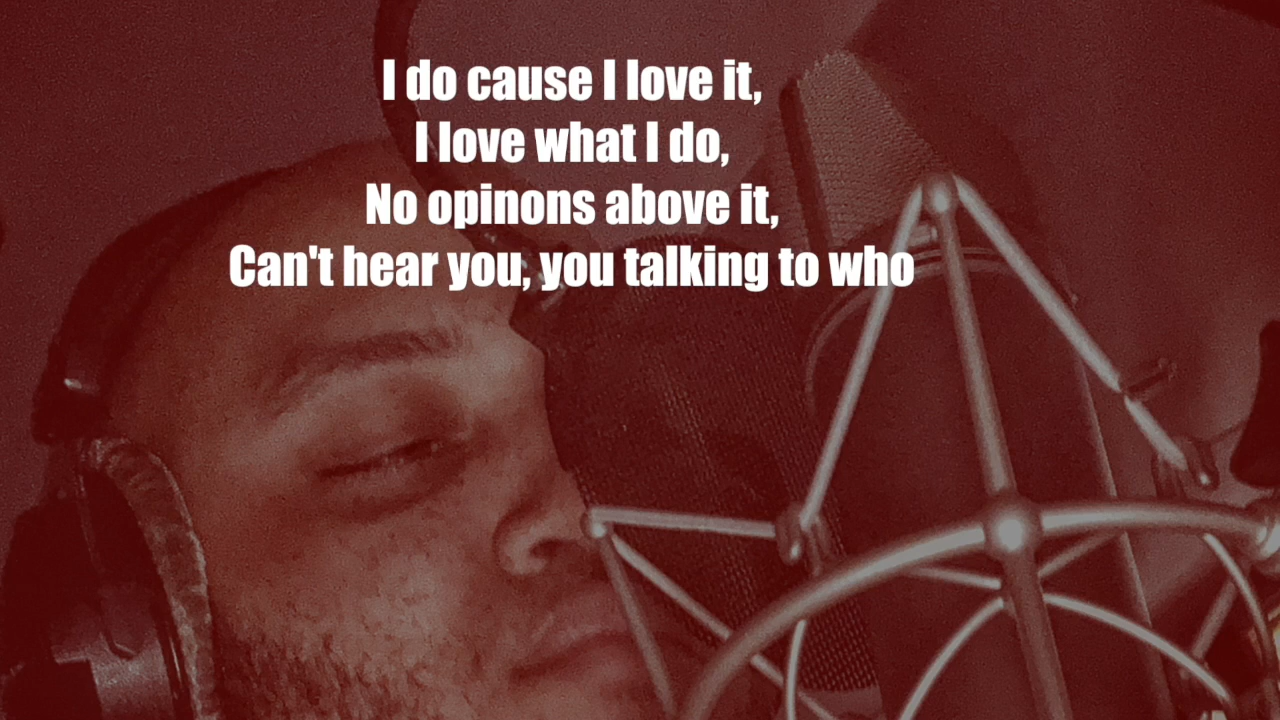 I do cause I love it,
I love what I do,
No opinons above it,
Can't hear you, you talking to who